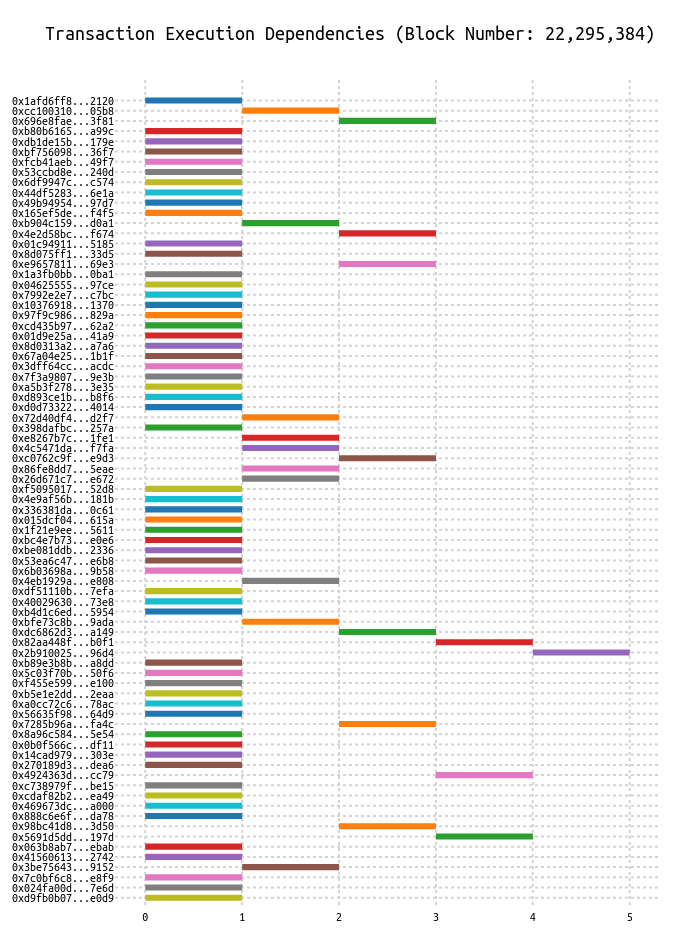 Transaction Execution Dependencies (Block Number: 22,295,384)
0x1afd6ff8...2120
0xcc100310...05b8
0x696e8fae...3f81
0xb80b6165...a99c
0xdb1de15b...179e
0xbf756098...36f7
0xfcb41aeb...49f7
0x53ccbd8e...240d
0x6df9947c...c574
0x44df5283...6e1a
0x49b94954...97d7
0x165ef5de...f4f5
0xb904c159...d0a1
0x4e2d58bc...f674
0x01c94911...5185
0x8d075ff1...33d5
0xe9657811...69e3
0x1a3fb0bb...0ba1
0x04625555...97ce
0x7992e2e7...c7bc
0x10376918...1370
0x97f9c986...829a
0xcd435b97...62a2
0x01d9e25a...41a9
0x8d0313a2...a7a6
0x67a04e25...1b1f
0x3dff64cc...acdc
0x7f3a9807...9e3b
0xa5b3f278...3e35
0xd893ce1b...b8f6
0xd0d73322...4014
0x72d40df4...d2f7
0x398dafbc...257a
0xe8267b7c...1fe1
0x4c5471da...f7fa
0xc0762c9f...e9d3
0x86fe8dd7...5eae
0x26d671c7...e672
0xf5095017...52d8
0x4e9af56b...181b
0x336381da...0c61
0x015dcf04...615a
0x1f21e9ee...5611
0xbc4e7b73...e0e6
0xbe081ddb...2336
0x53ea6c47...e6b8
0x6b03698a...9b58
0x4eb1929a...e808
0xdf51110b...7efa
0x40029630...73e8
0xb4d1c6ed...5954
0xbfe73c8b...9ada
0xdc6862d3...a149
0x82aa448f...b0f1
0x2b910025...96d4
0xb89e3b8b...a8dd
0x5c03f70b...50f6
0xf455e599...e100
0xb5e1e2dd...2eaa
0xa0cc72c6...78ac
0x56635f98...64d9
0x7285b96a...fa4c
0x8a96c584...5e54
0x0b0f566c...df11
0x14cad979...303e
0x270189d3...dea6
0x4924363d...cc79
0xc738979f...be15
0xcdaf82b2...ea49
0x469673dc...a000
0x888c6e6f...da78
0x98bc41d8...3d50
0x5691d5dd...197d
0x063b8ab7...ebab
0x41560613...2742
0x3be75643...9152
0x7c0bf6c8...e8f9
0x024fa00d...7e6d
0xd9fb0b07...e0d9
0 1 2 3 4 5